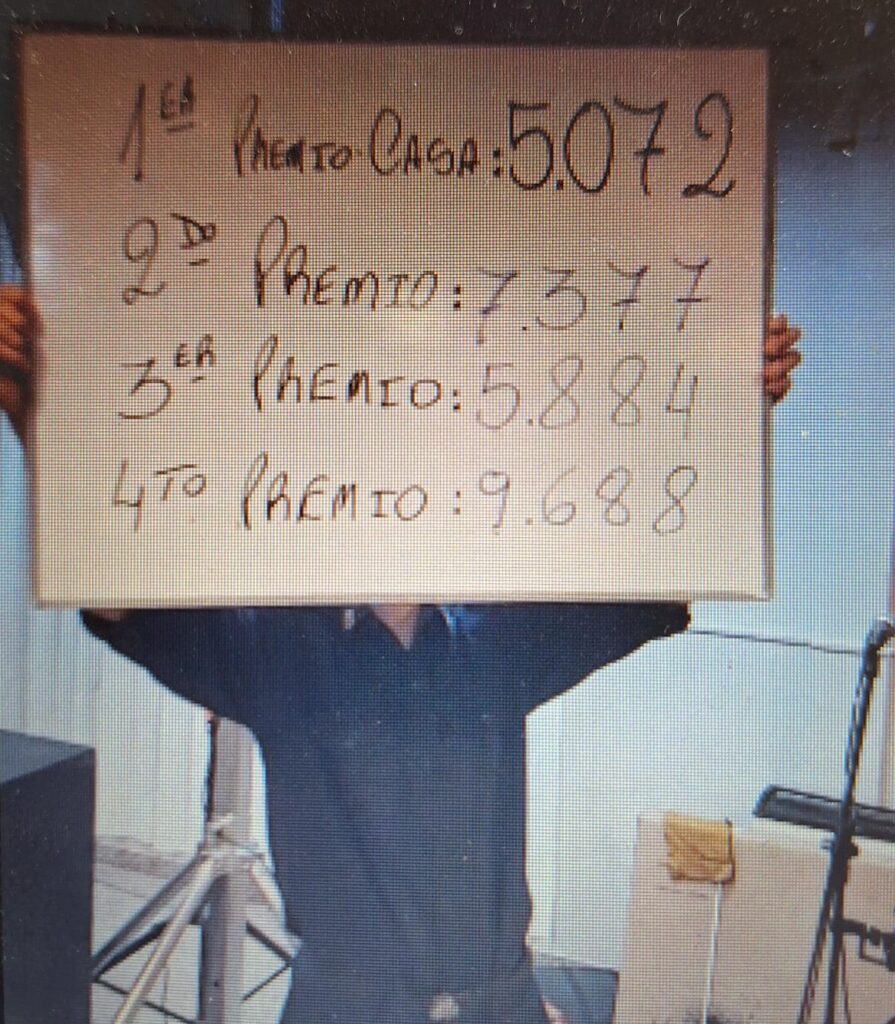 1ER PREMIO CASA: 5.072
2DO PREMIO: 7.377
3ER PREMIO: 5.884
4TO PREMIO: 9.688